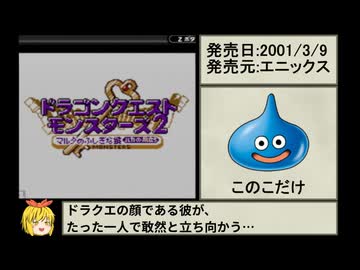 Z ポタ
ドラゴンクエスト
モンスターズ2
マルタのふしぎな鍵
MONSTERS
発売日:2001/3/9
発売元:エニックス
このこだけ
ドラクエの顔である彼が、
たった一人で敢然と立ち向かう…